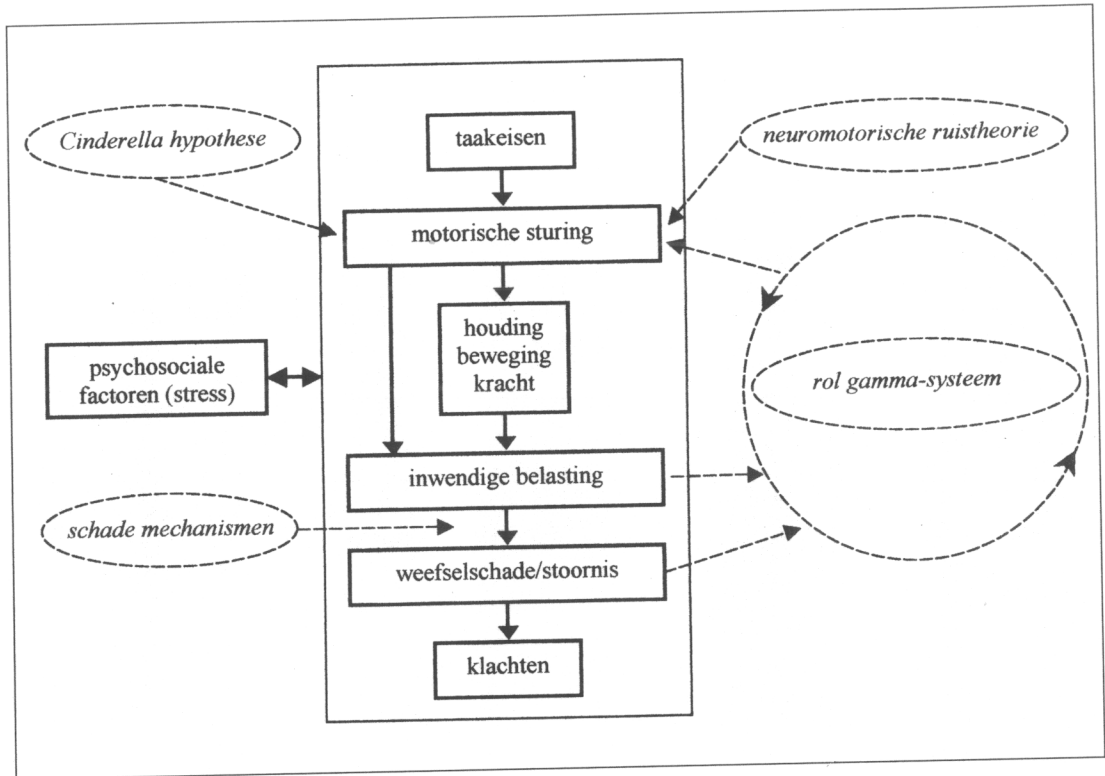 Cinderella hypothese
taakeisen
neuromotorische ruistheorie
motorische sturing
houding
beweging
kracht
psychosociale
factoren (stress)
rol gamma-systeem
inwendige belasting
schade mechanismen
weefselschade/stoornis
klachten